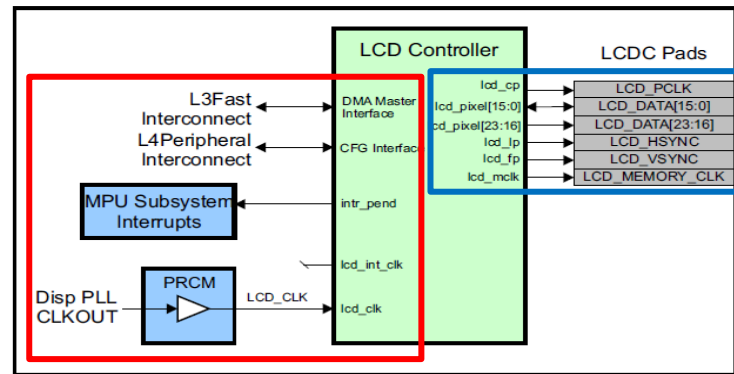 LCD Controller
LCDC Pads
L3Fast
Interconnect
L4Peripheral
Interconnect
MPU Subsystem
Interrupts
PRCM
Disp PLL
CLKOUT
LCD_CLK
DMA Master
Interface
CFG Interface
intr_pend
lcd_int_clk
lcd_clk
lcd_cp
lcd_pixel[15:0]
cd_pixel[23:16]
lcd_lp
lcd_fp
lcd_mclk
LCD_PCLK
LCD_DATA[15:0]
LCD_DATA[23:16]
LCD_HSYNC
LCD_VSYNC
LCD_MEMORY_CLK